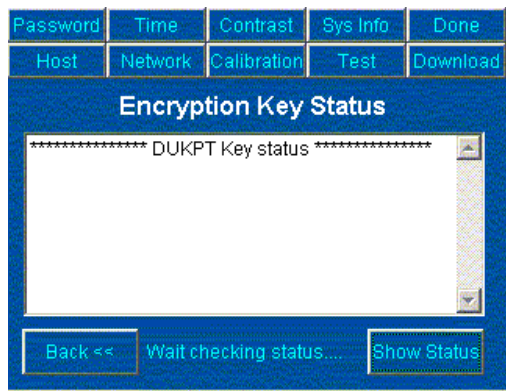 Password Time Contrast Sys Info Done
Host Network Calibration Test Download
Encryption Key Status
*************** DUKPT Key status ***************
Back << Wait checking status.... Show Status